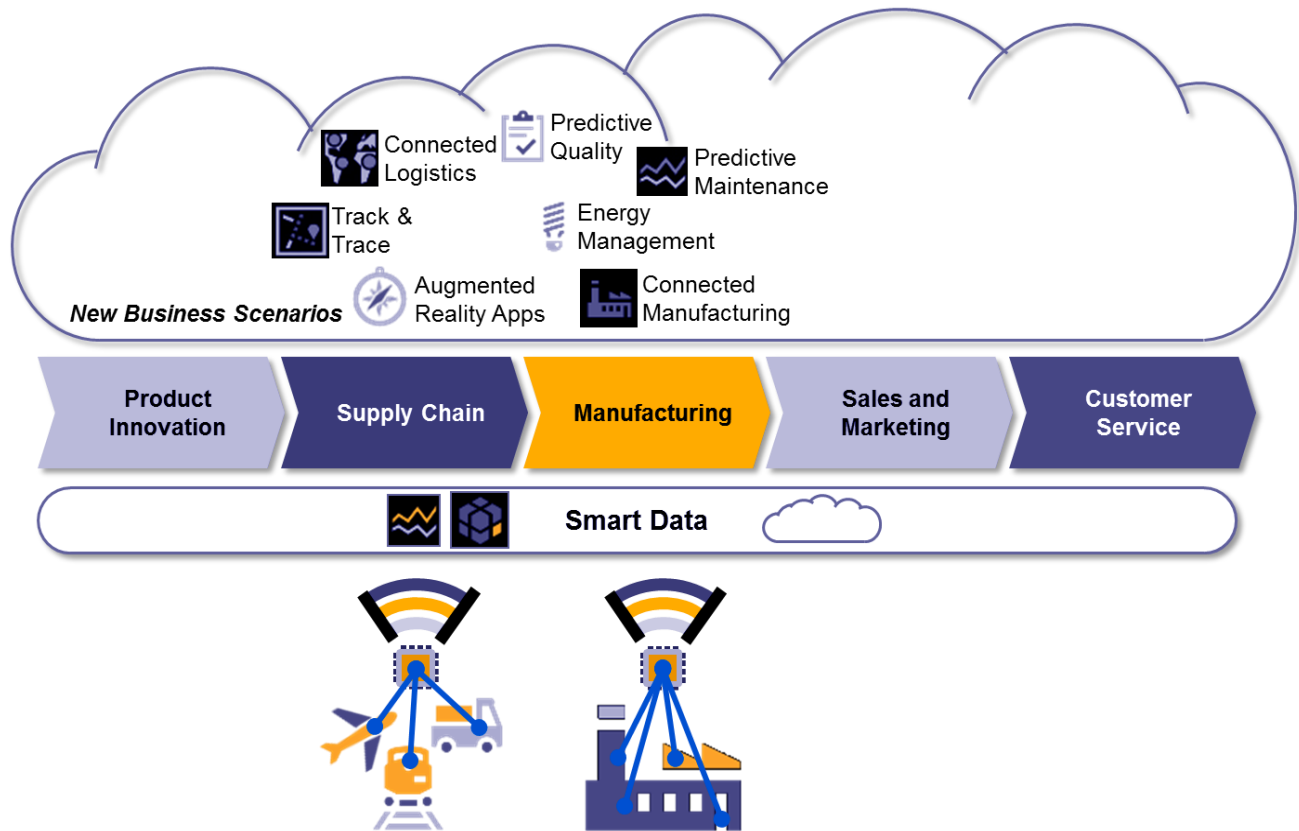 Connected
Logistics
Predictive
Quality
Predictive
Maintenance
Track &
Trace
Energy
Management
New Business Scenarios
Augmented
Reality Apps
Connected
Manufacturing
Product
Innovation
Supply Chain
Manufacturing
Sales and
Marketing
Customer
Service
Smart Data